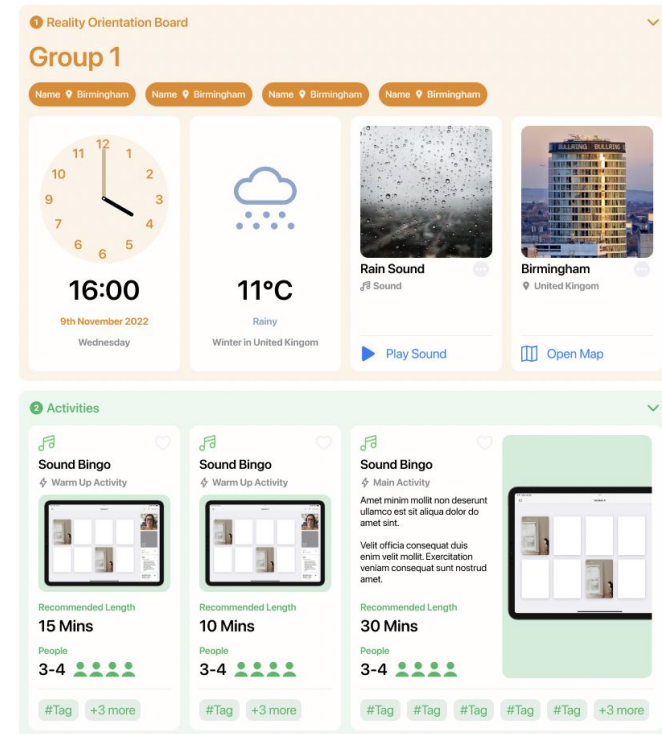 1 Reality Orientation Board
Group 1
Name Birmingham
Name Birmingham
Name Birmingham
Name Birmingham
12
1
2
3
4
5
6
6
7
9
10
11
16:00
9th November 2022
Wednesday
11°C
Rainy
Winter in United Kingom
Rain Sound
Sound
Play Sound
BULLRING BULLRING
Birmingham
United Kingom
Open Map
2 Activities
Sound Bingo
Warm Up Activity
Recommended Length
15 Mins
People
3-4
#Tag +3 more
Sound Bingo
Warm Up Activity
Recommended Length
10 Mins
People
3-4
#Tag +3 more
Sound Bingo
Main Activity
Amet minim mollit non deserunt
ullamco est sit aliqua dolor do
amet sint.
Velit officia consequat duis
enim velit mollit. Exercitation
veniam consequat sunt nostrud
amet.
Recommended Length
30 Mins
People
3-4
#Tag #Tag #Tag #Tag #Tag +3 more